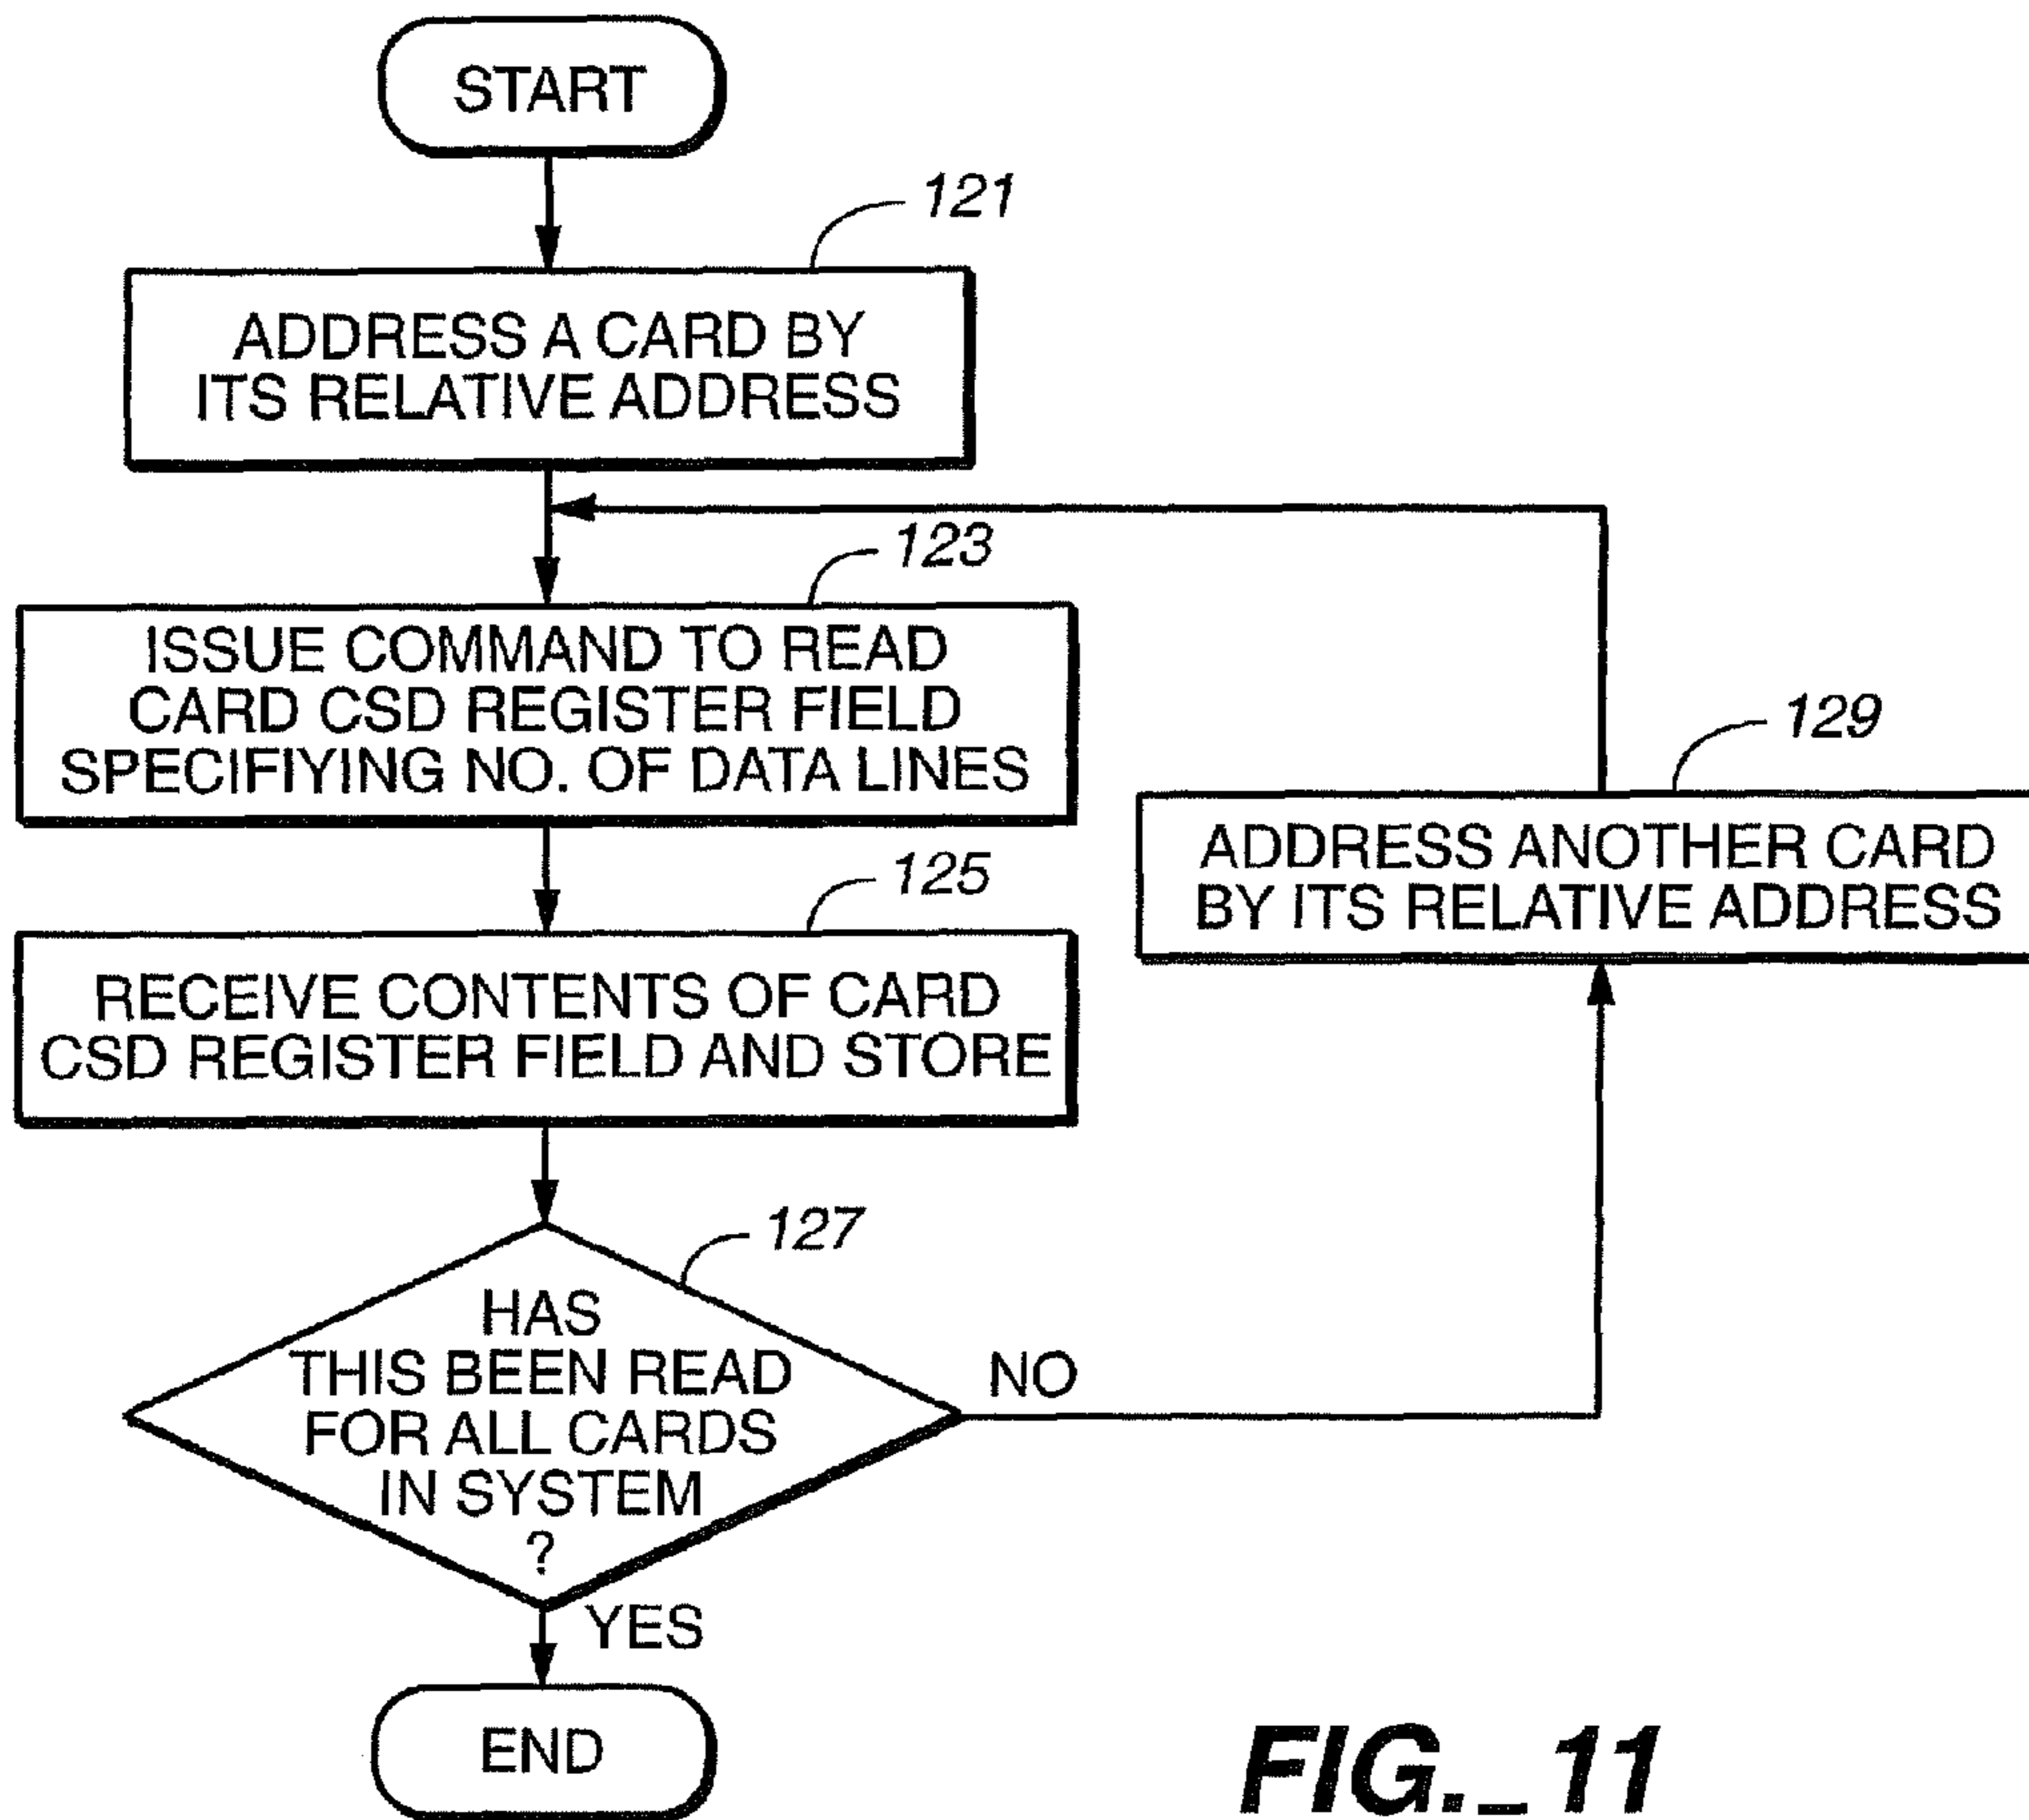 START
121
ADDRESS A CARD BY
ITS RELATIVE ADDRESS
123
ISSUE COMMAND TO READ
CARD CSD REGISTER FIELD
SPECIFIYING NO. OF DATA LINES
129
ADDRESS ANOTHER CARD
BY ITS RELATIVE ADDRESS
125
RECEIVE CONTENTS OF CARD
CSD REGISTER FIELD AND STORE
127
HAS
THIS BEEN READ
FOR ALL CARDS
IN SYSTEM
?
NO
YES
END
FIG._11